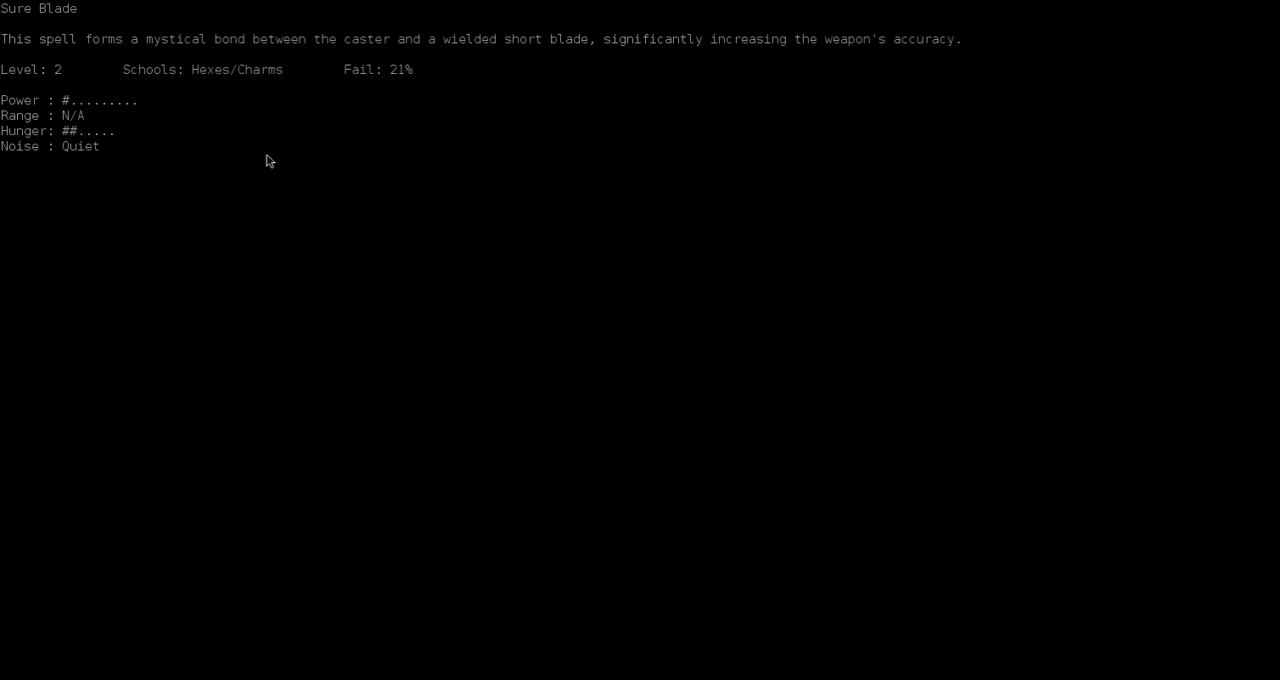 Sure Blade
This spell forms a mystical bond between the caster and a wielded short blade, significantly increasing the weapon's accuracy.
Level: 2        Schools: Hexes/Charms        Fail: 21%
Power : #.........
Range : N/A
Hunger: ##.....
Noise : Quiet